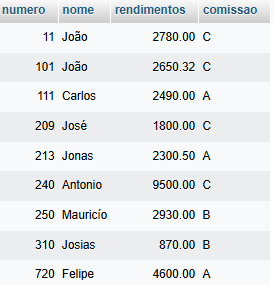 numero nome rendimentos comissao
11 João 2780.00 C
101 João 2650.32 C
111 Carlos 2490.00 A
209 José 1800.00 C
213 Jonas 2300.50 A
240 Antonio 9500.00 C
250 Mauricío 2930.00 B
310 Josias 870.00 B
720 Felipe 4600.00 A